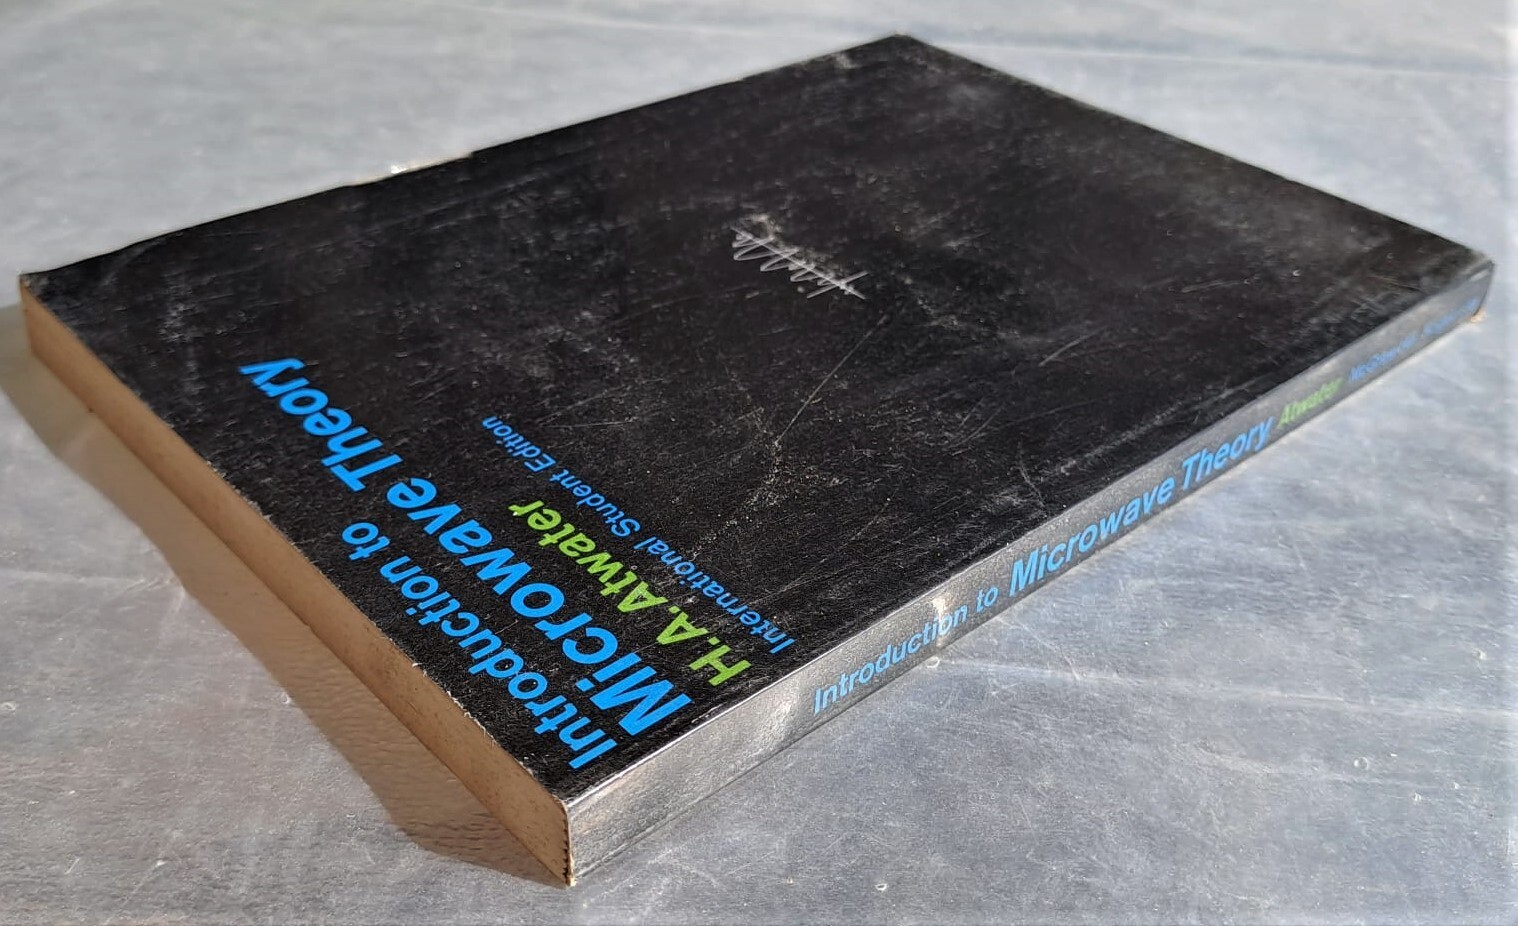 Introduction to
Microwave Theory
H.A.Atwater
International Student Edition
Introduction to Microwave Theory Atwater